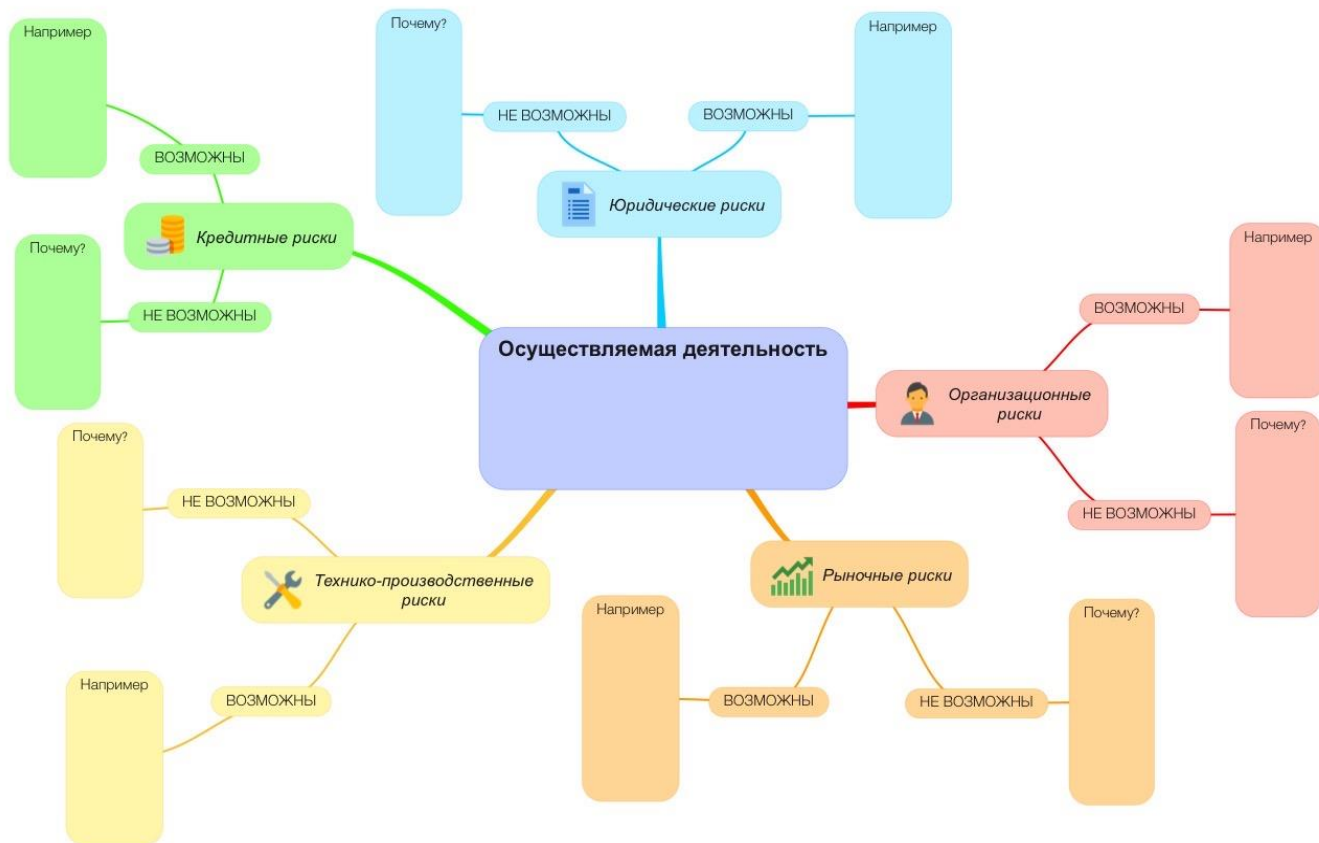 Например
ВОЗМОЖНЫ
Кредитные риски
Почему?
НЕ ВОЗМОЖНЫ
Почему?
НЕ ВОЗМОЖНЫ
Например
ВОЗМОЖНЫ
Юридические риски
Осуществляемая деятельность
Например
ВОЗМОЖНЫ
Организационные
риски
Почему?
НЕ ВОЗМОЖНЫ
Почему?
НЕ ВОЗМОЖНЫ
Технико-производственные
риски
Например
ВОЗМОЖНЫ
Рыночные риски
Например
ВОЗМОЖНЫ
Почему?
НЕ ВОЗМОЖНЫ